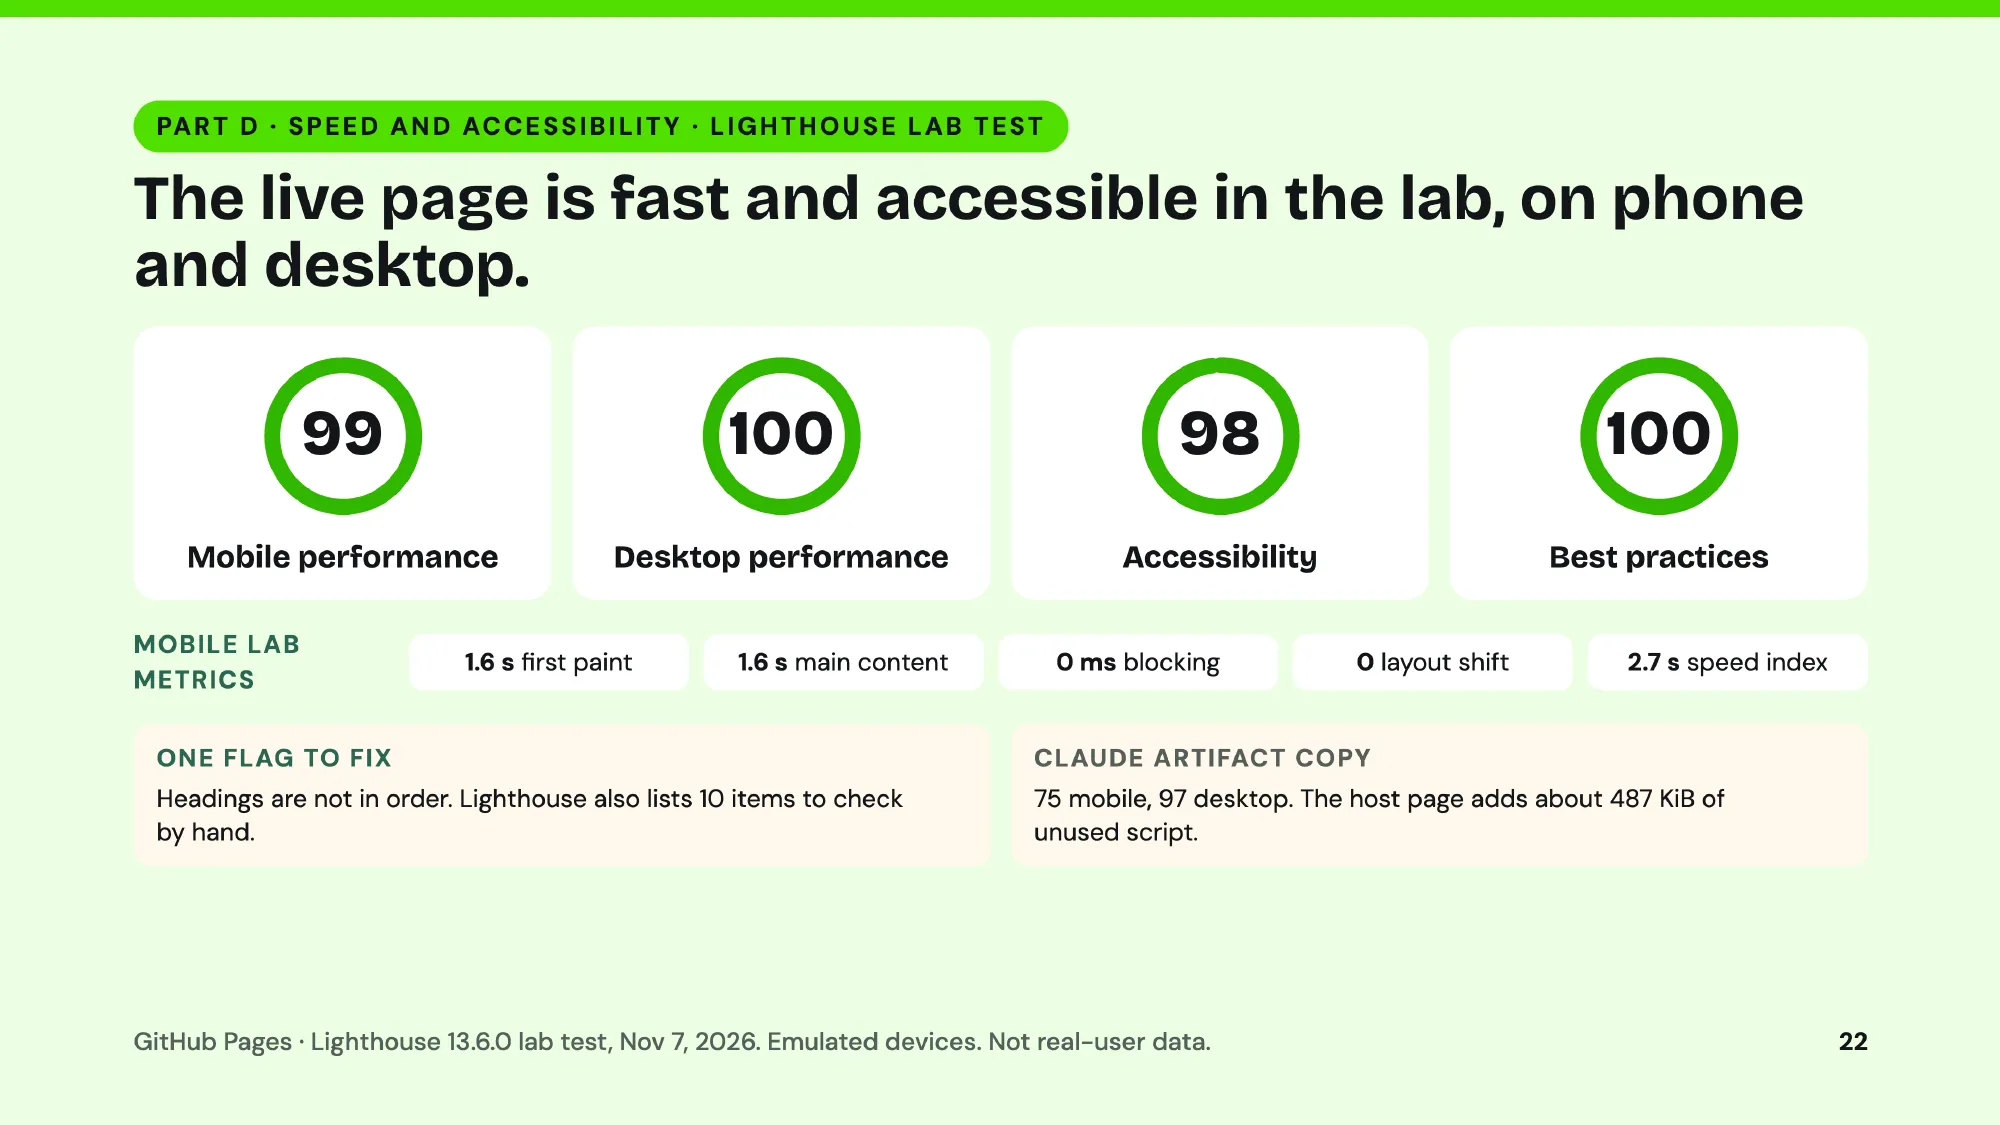 PART D · SPEED AND ACCESSIBILITY · LIGHTHOUSE LAB TEST
The live page is fast and accessible in the lab, on phone
and desktop.
99
Mobile performance
100
Desktop performance
98
Accessibility
100
Best practices
MOBILE LAB
METRICS
1.6 s first paint
1.6 s main content
0 ms blocking
0 layout shift
2.7 s speed index
ONE FLAG TO FIX
Headings are not in order. Lighthouse also lists 10 items to check
by hand.
CLAUDE ARTIFACT COPY
75 mobile, 97 desktop. The host page adds about 487 KiB of
unused script.
GitHub Pages · Lighthouse 13.6.0 lab test, Nov 7, 2026. Emulated devices. Not real-user data.
22